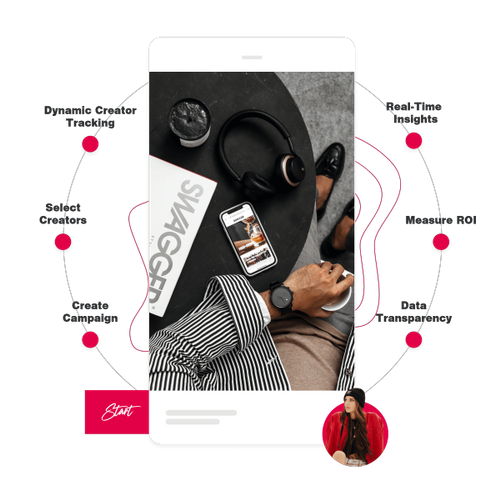 Dynamic Creator
Tracking
Real-Time
Insights
Select
Creators
Measure ROI
Create
Campaign
Data
Transparency
SWAGGER
Start